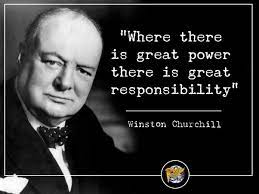 "Where there
is great power
there is great
responsibility"
Winston Churchill